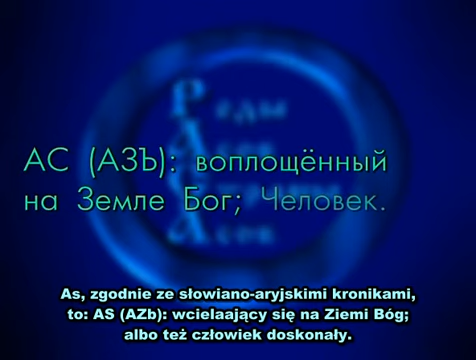 АС (АЗЪ): воплощённый
на Земле Бог; Человек.
As, zgodnie ze słowiano-aryjskimi kronikami,
to: AS (AZb): wcielaający się na Ziemi Bóg;
albo też człowiek doskonały.